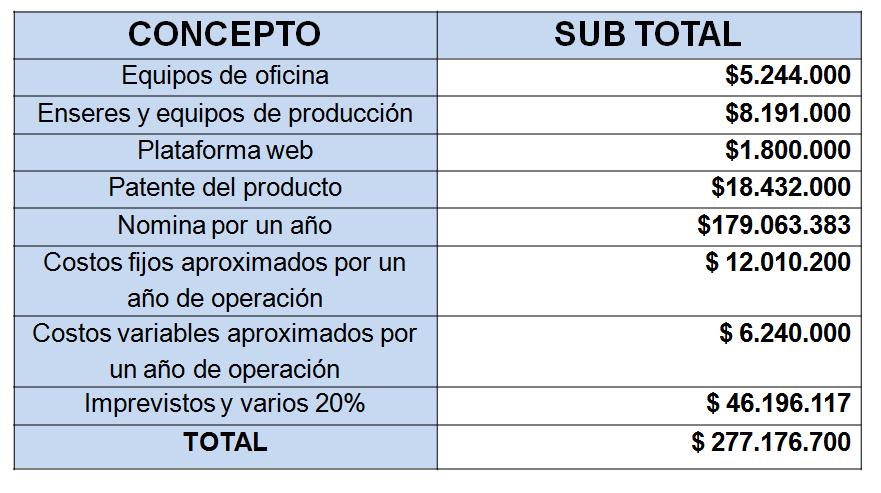 CONCEPTO SUB TOTAL
Equipos de oficina $5.244.000
Enseres y equipos de producción $8.191.000
Plataforma web $1.800.000
Patente del producto $18.432.000
Nomina por un año $179.063.383
Costos fijos aproximados por un $ 12.010.200
año de operación
Costos variables aproximados por $ 6.240.000
un año de operación
Imprevistos y varios 20% $ 46.196.117
TOTAL $ 277.176.700